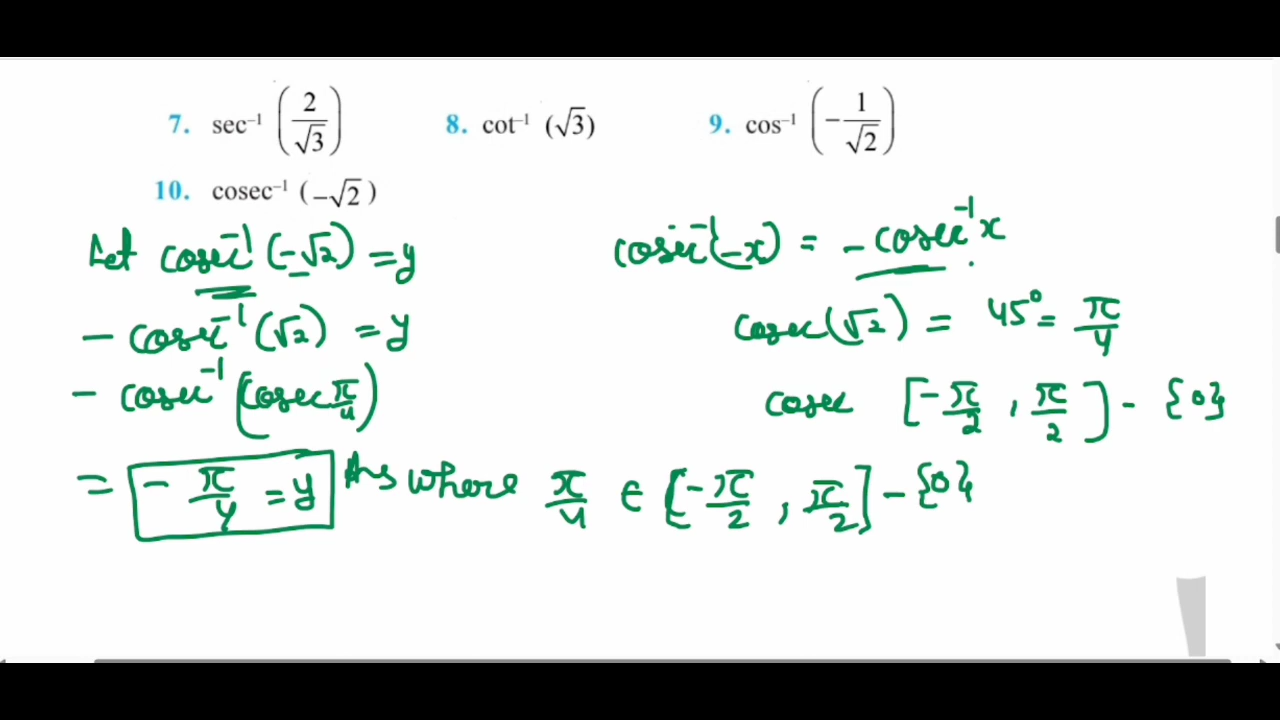 7. sec⁻¹ (2/√3) 8. cot⁻¹ (√3) 9. cos⁻¹ (−1/√2)
10. cosec⁻¹ (−√2)
Let cosec⁻¹(−√2) = y
cosec⁻¹(−x) = −cosec⁻¹x
− cosec⁻¹(√2) = y
cosec(√2) = 45° = π/4
− cosec⁻¹(cosec π/4)
cosec [−π/2, π/2] − {0}
= −π/4 = y Ans where π/4 ∈ [−π/2, π/2] − {0}